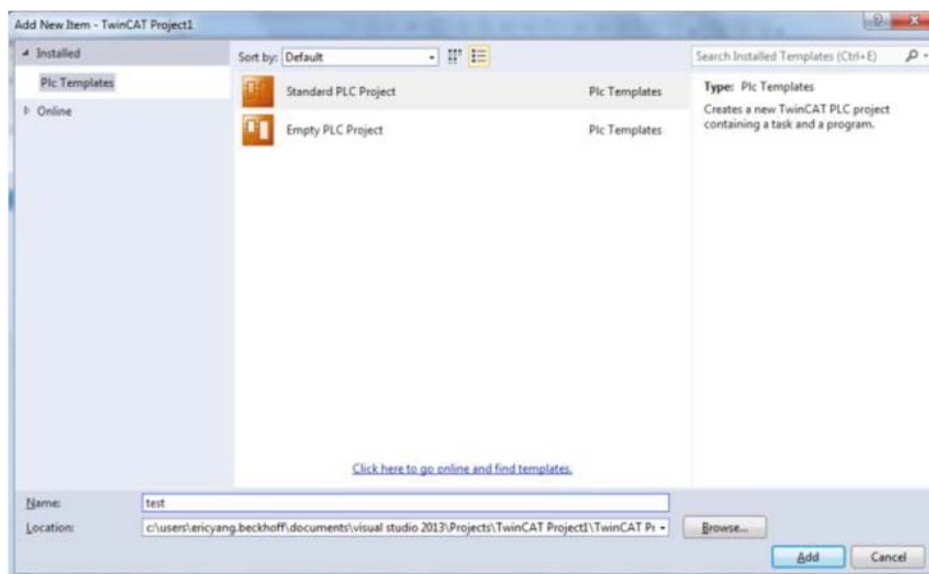 Add New Item - TwinCAT Project1
Installed
Plc Templates
Online
Sort by: Default
Standard PLC Project Plc Templates
Empty PLC Project Plc Templates
Click here to go online and find templates.
Search Installed Templates (Ctrl+E)
Type: Plc Templates
Creates a new TwinCAT PLC project
containing a task and a program.
Name: test
Location: c:\users\ericyang.beckhoff\documents\visual studio 2013\Projects\TwinCAT Project1\TwinCAT Pr
Browse...
Add Cancel